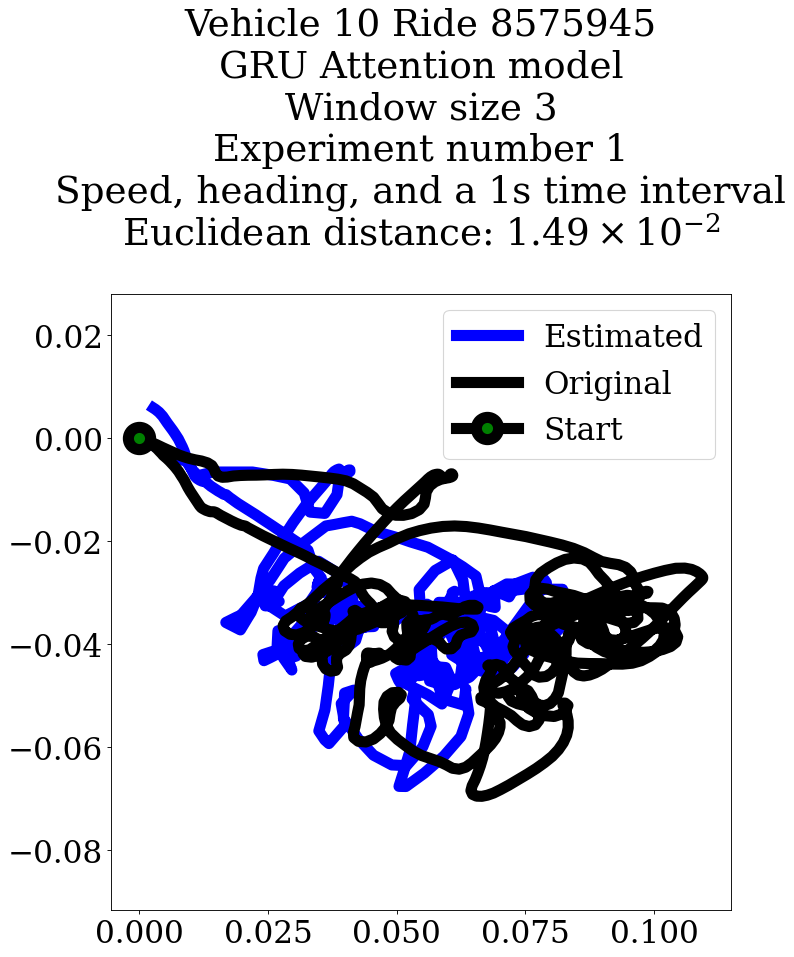 Vehicle 10 Ride 8575945
GRU Attention model
Window size 3
Experiment number 1
Speed, heading, and a 1s time interval
Euclidean distance: 1.49 × 10⁻²
Estimated
Original
Start
0.02
0.00
−0.02
−0.04
−0.06
−0.08
0.000 0.025 0.050 0.075 0.100